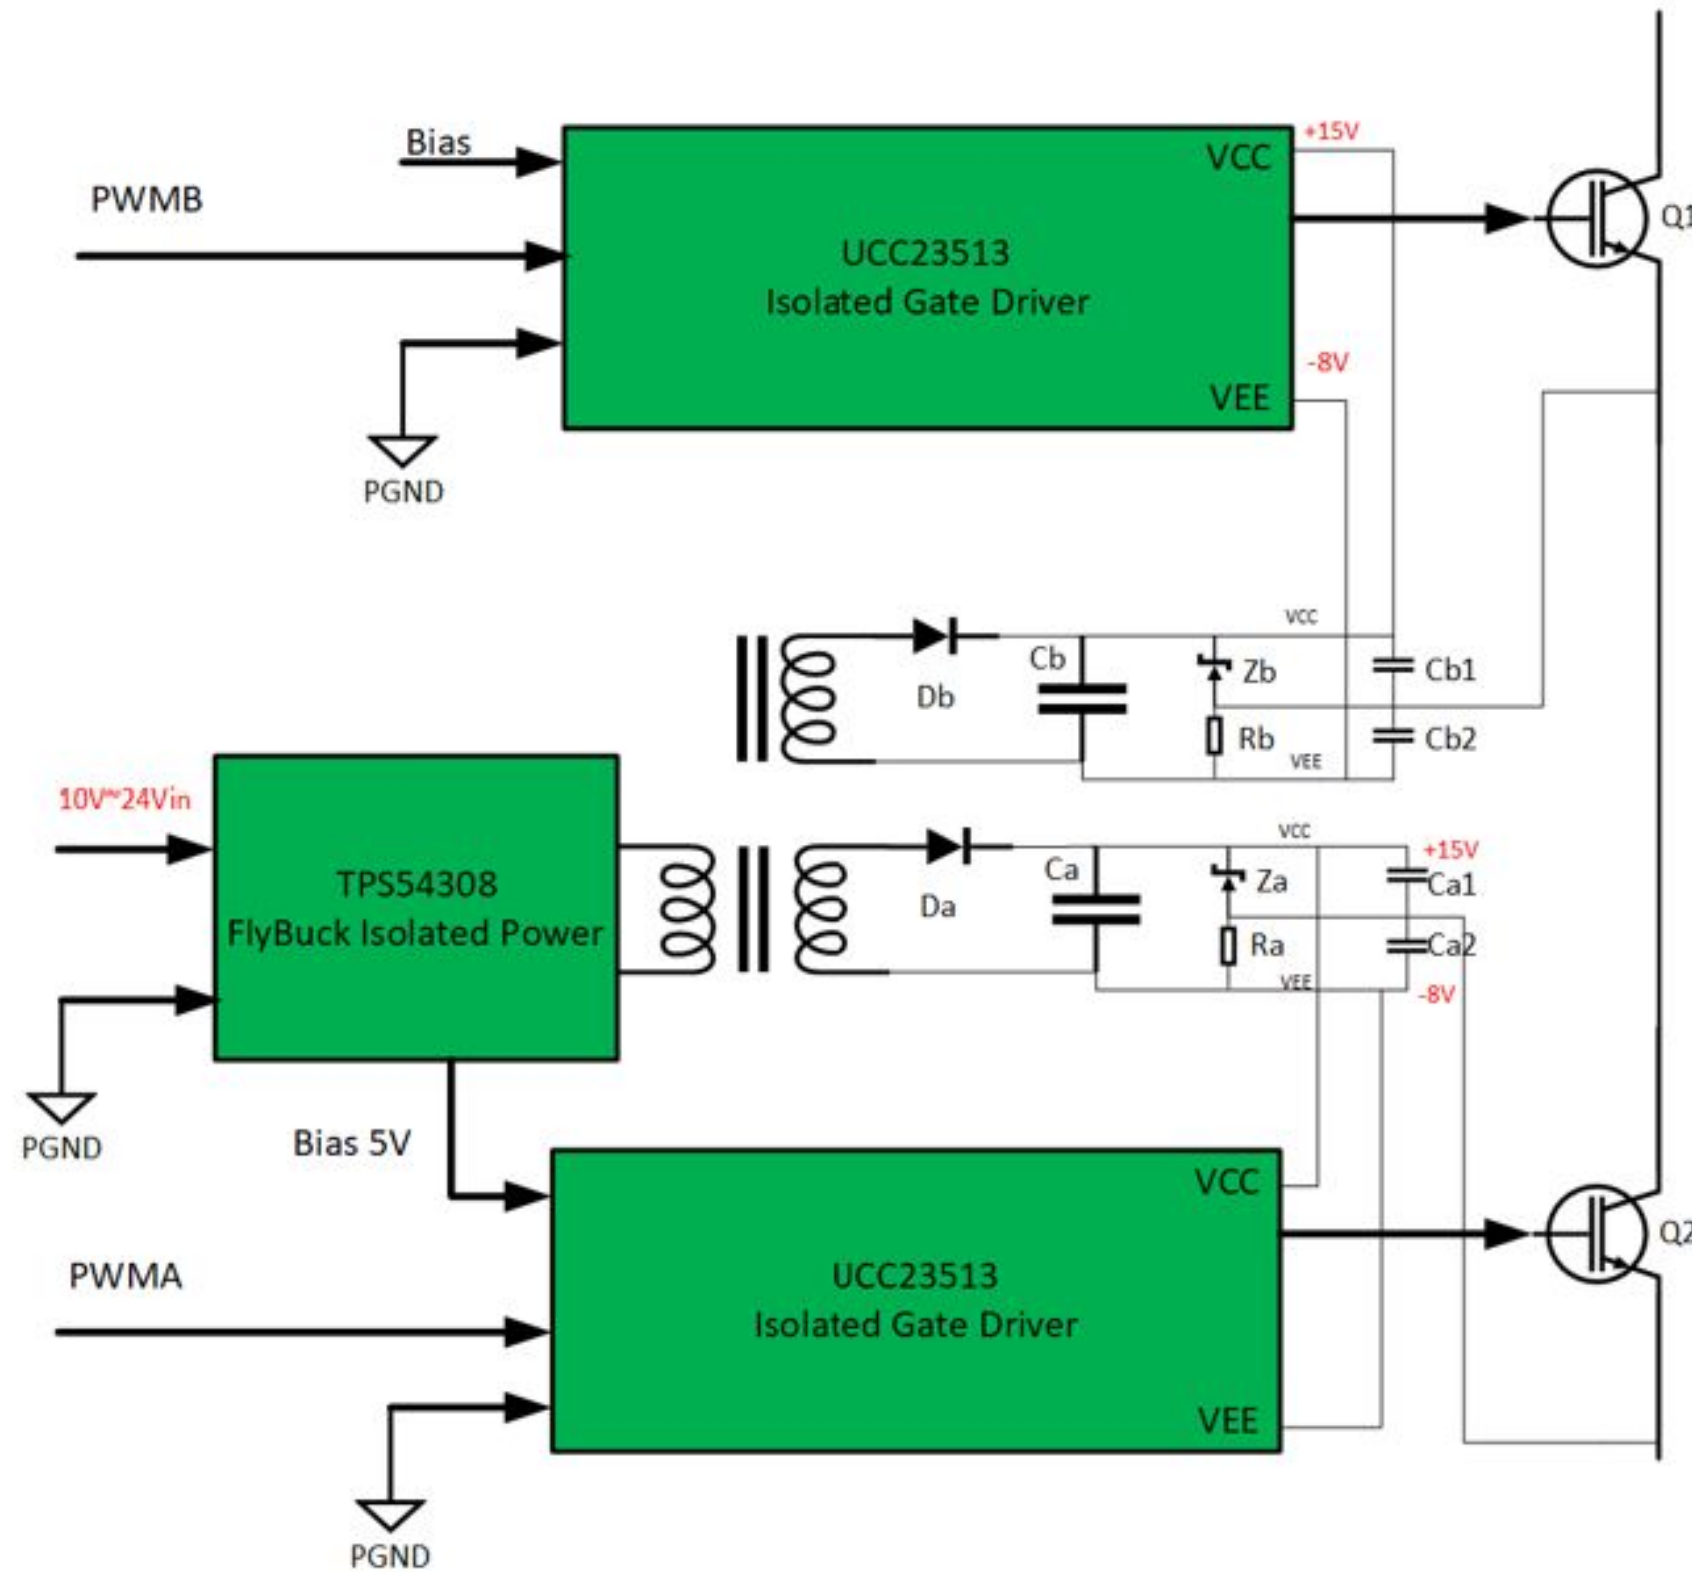 Bias
+15V
VCC
PWMB
Q1
UCC23513
Isolated Gate Driver
-8V
VEE
PGND
VCC
Cb
Zb
Cb1
Db
Rb
Cb2
VEE
10V~24Vin
VCC
+15V
TPS54308
FlyBuck Isolated Power
Ca
Za
Ca1
Da
Ra
Ca2
VEE
-8V
PGND
Bias 5V
VCC
Q2
PWMA
UCC23513
Isolated Gate Driver
VEE
PGND